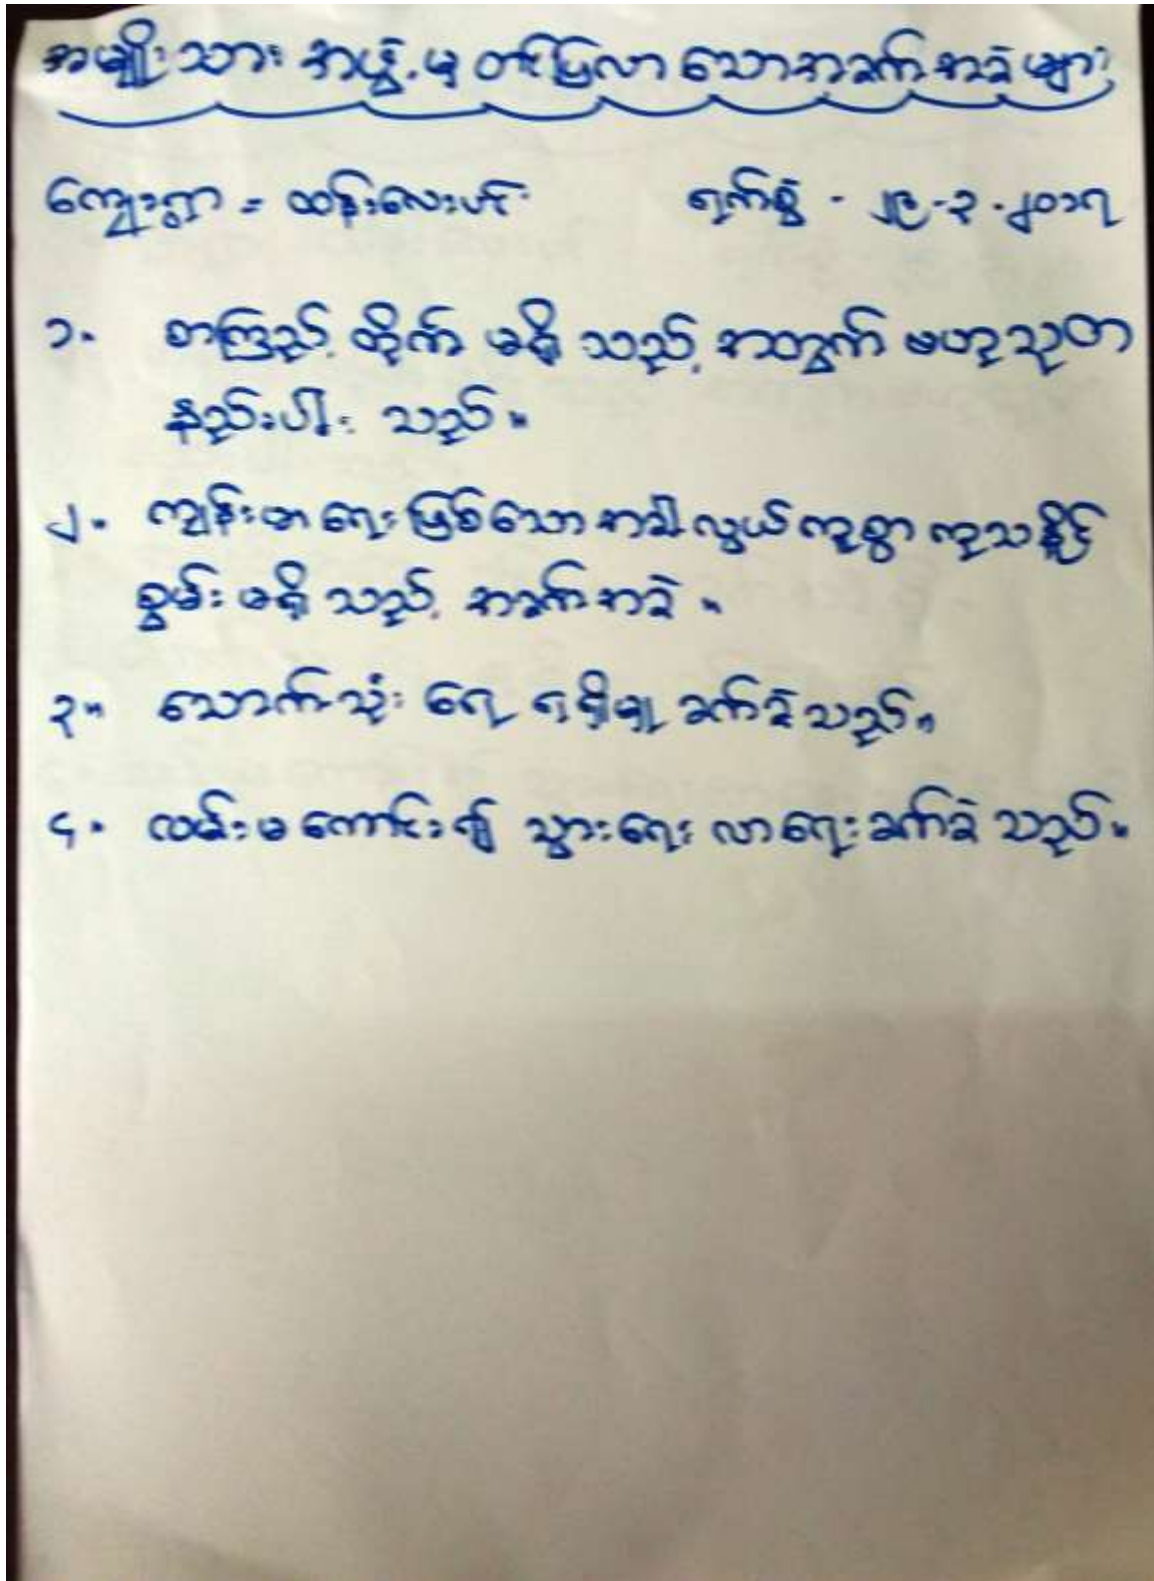 အမျိုးသား အဖွဲ့မှ တင်ပြလာသောအခက်အခဲများ
ကျေးရွာ = ထန်းလေးပင် ရက်စွဲ - ၂၉-၃-၂၀၁၇
၁။ စာကြည့် တိုက် မရှိ သည့် အတွက် ဗဟုသုတ
နည်းပါး သည်။
၂။ ကျန်းမာရေး ဖြစ်သော အခါ လွယ်ကူစွာ ကုသနိုင်
စွမ်း မရှိ သည့် အခက်အခဲ ။
၃။ သောက်သုံး ရေ ရရှိမှု ခက်ခဲသည်။
၄။ လမ်းမကောင်း၍ သွားရေး လာရေး ခက်ခဲ သည်။